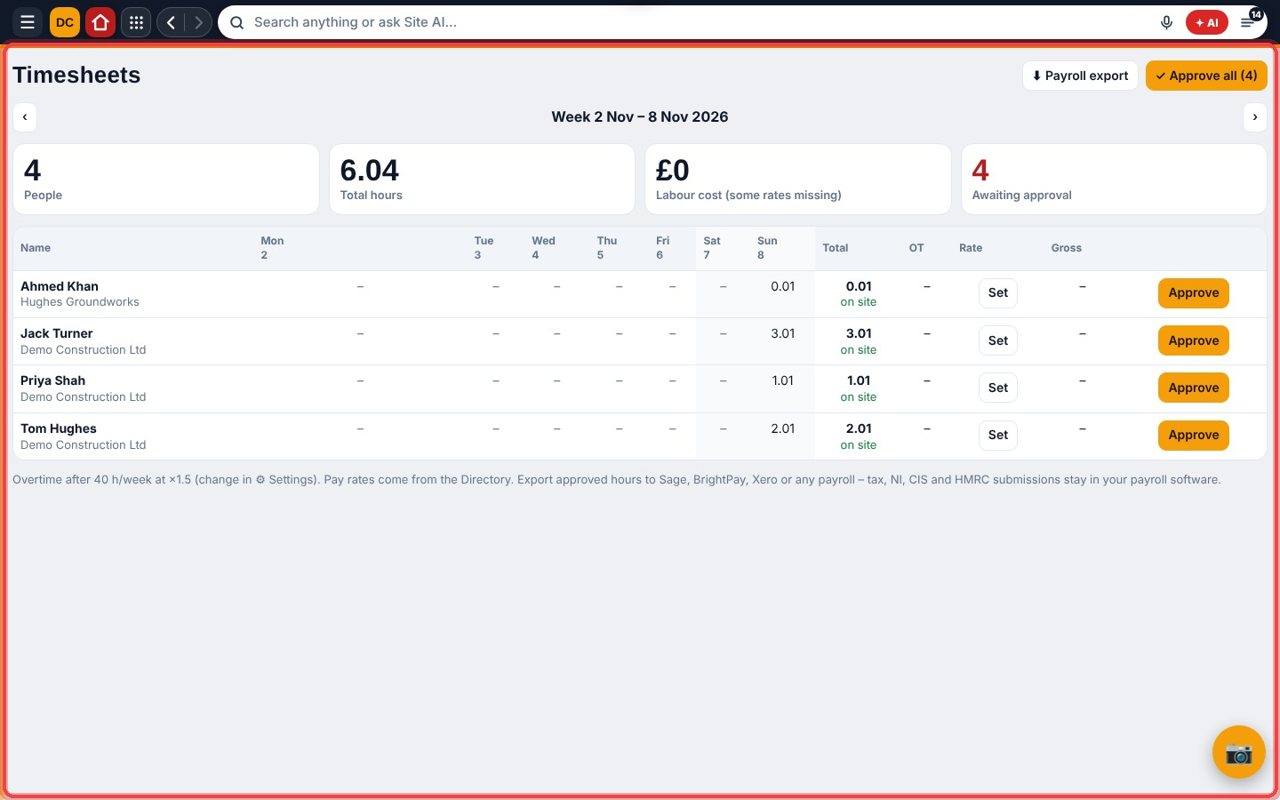 DC
Search anything or ask Site AI...
AI
14
Timesheets
Payroll export
✓ Approve all (4)
‹
Week 2 Nov – 8 Nov 2026
›
4
People
6.04
Total hours
£0
Labour cost (some rates missing)
4
Awaiting approval
Name Mon 2 Tue 3 Wed 4 Thu 5 Fri 6 Sat 7 Sun 8 Total OT Rate Gross
Ahmed Khan – – – – – – 0.01 0.01 – Set – Approve
Hughes Groundworks on site
Jack Turner – – – – – – 3.01 3.01 – Set – Approve
Demo Construction Ltd on site
Priya Shah – – – – – – 1.01 1.01 – Set – Approve
Demo Construction Ltd on site
Tom Hughes – – – – – – 2.01 2.01 – Set – Approve
Demo Construction Ltd on site
Overtime after 40 h/week at ×1.5 (change in ⚙ Settings). Pay rates come from the Directory. Export approved hours to Sage, BrightPay, Xero or any payroll – tax, NI, CIS and HMRC submissions stay in your payroll software.